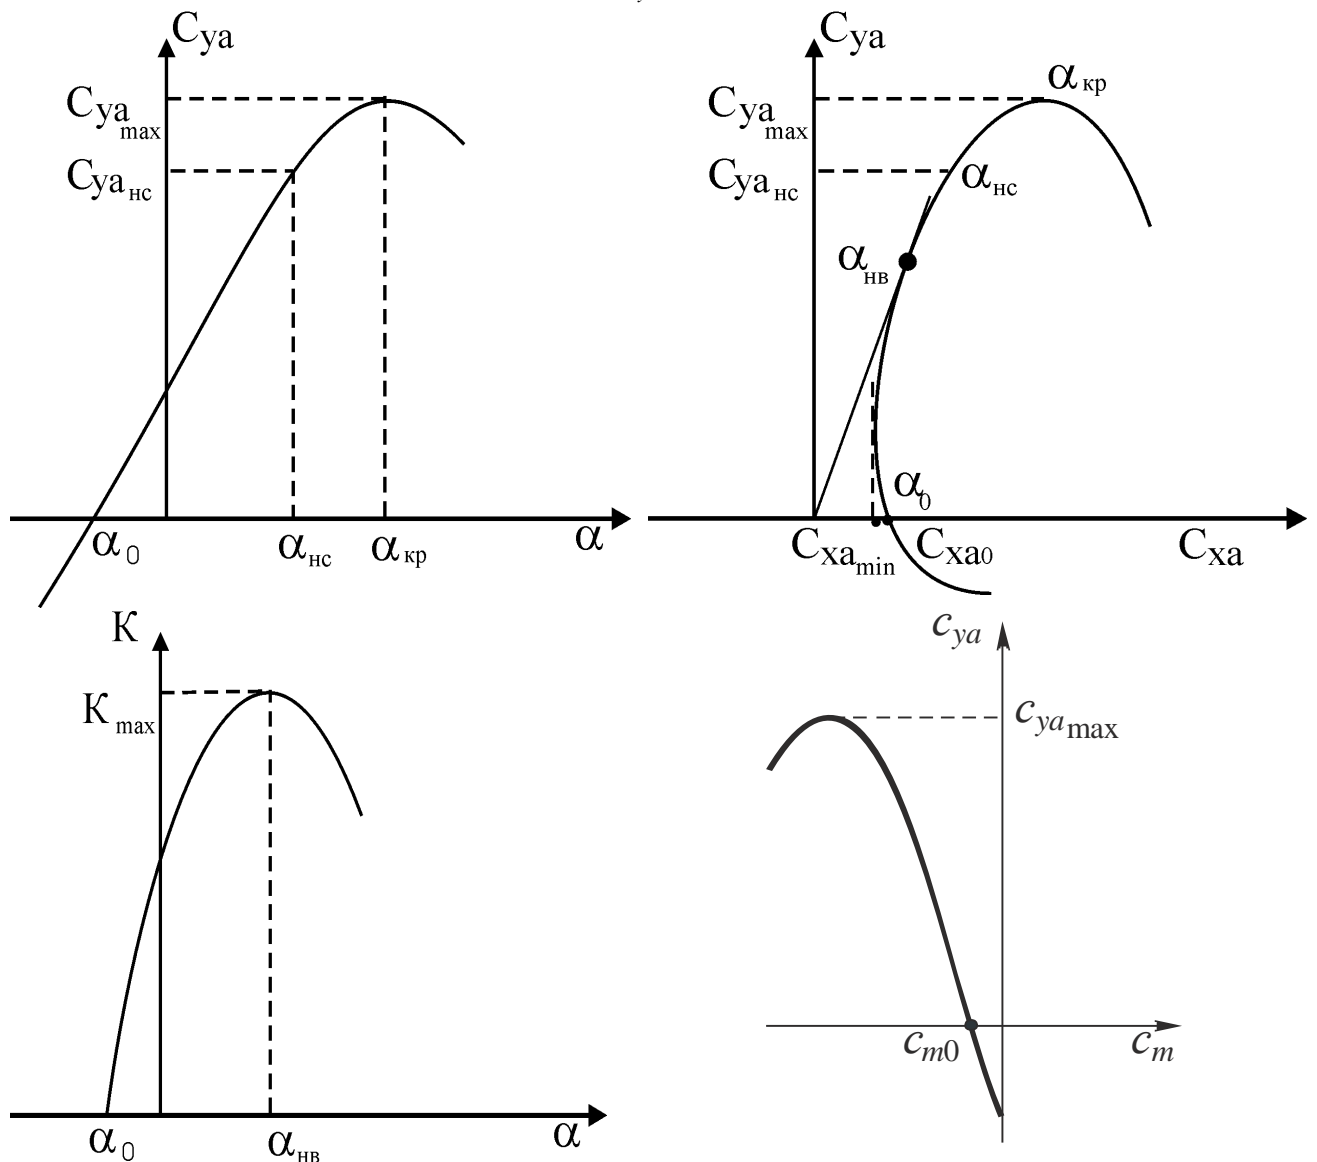 Cya
Cya max
Cya нс
α0
αнс
αкр
α
Cya
Cya max
Cya нс
αкр
αнс
αнв
α0
Cxa min
Cxa0
Cxa
K
K max
α0
αнв
α
cya
cya max
cm0
cm